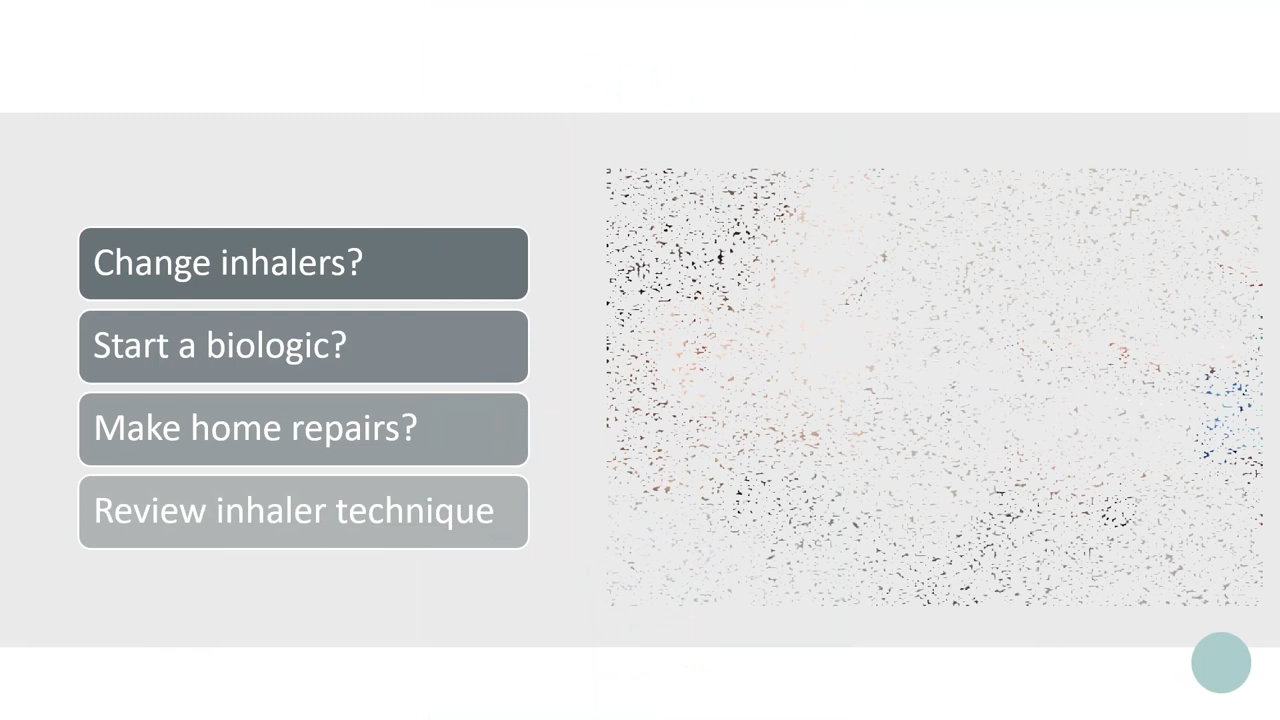 Change inhalers?
Start a biologic?
Make home repairs?
Review inhaler technique